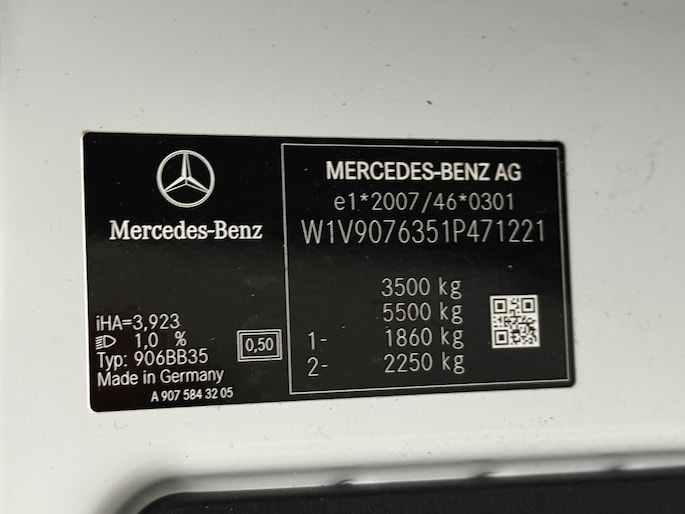 Mercedes-Benz
iHA=3,923
1,0 %
Typ: 906BB35
Made in Germany
A 907 584 32 05
0,50
MERCEDES-BENZ AG
e1*2007/46*0301
W1V9076351P471221
3500 kg
5500 kg
1- 1860 kg
2- 2250 kg